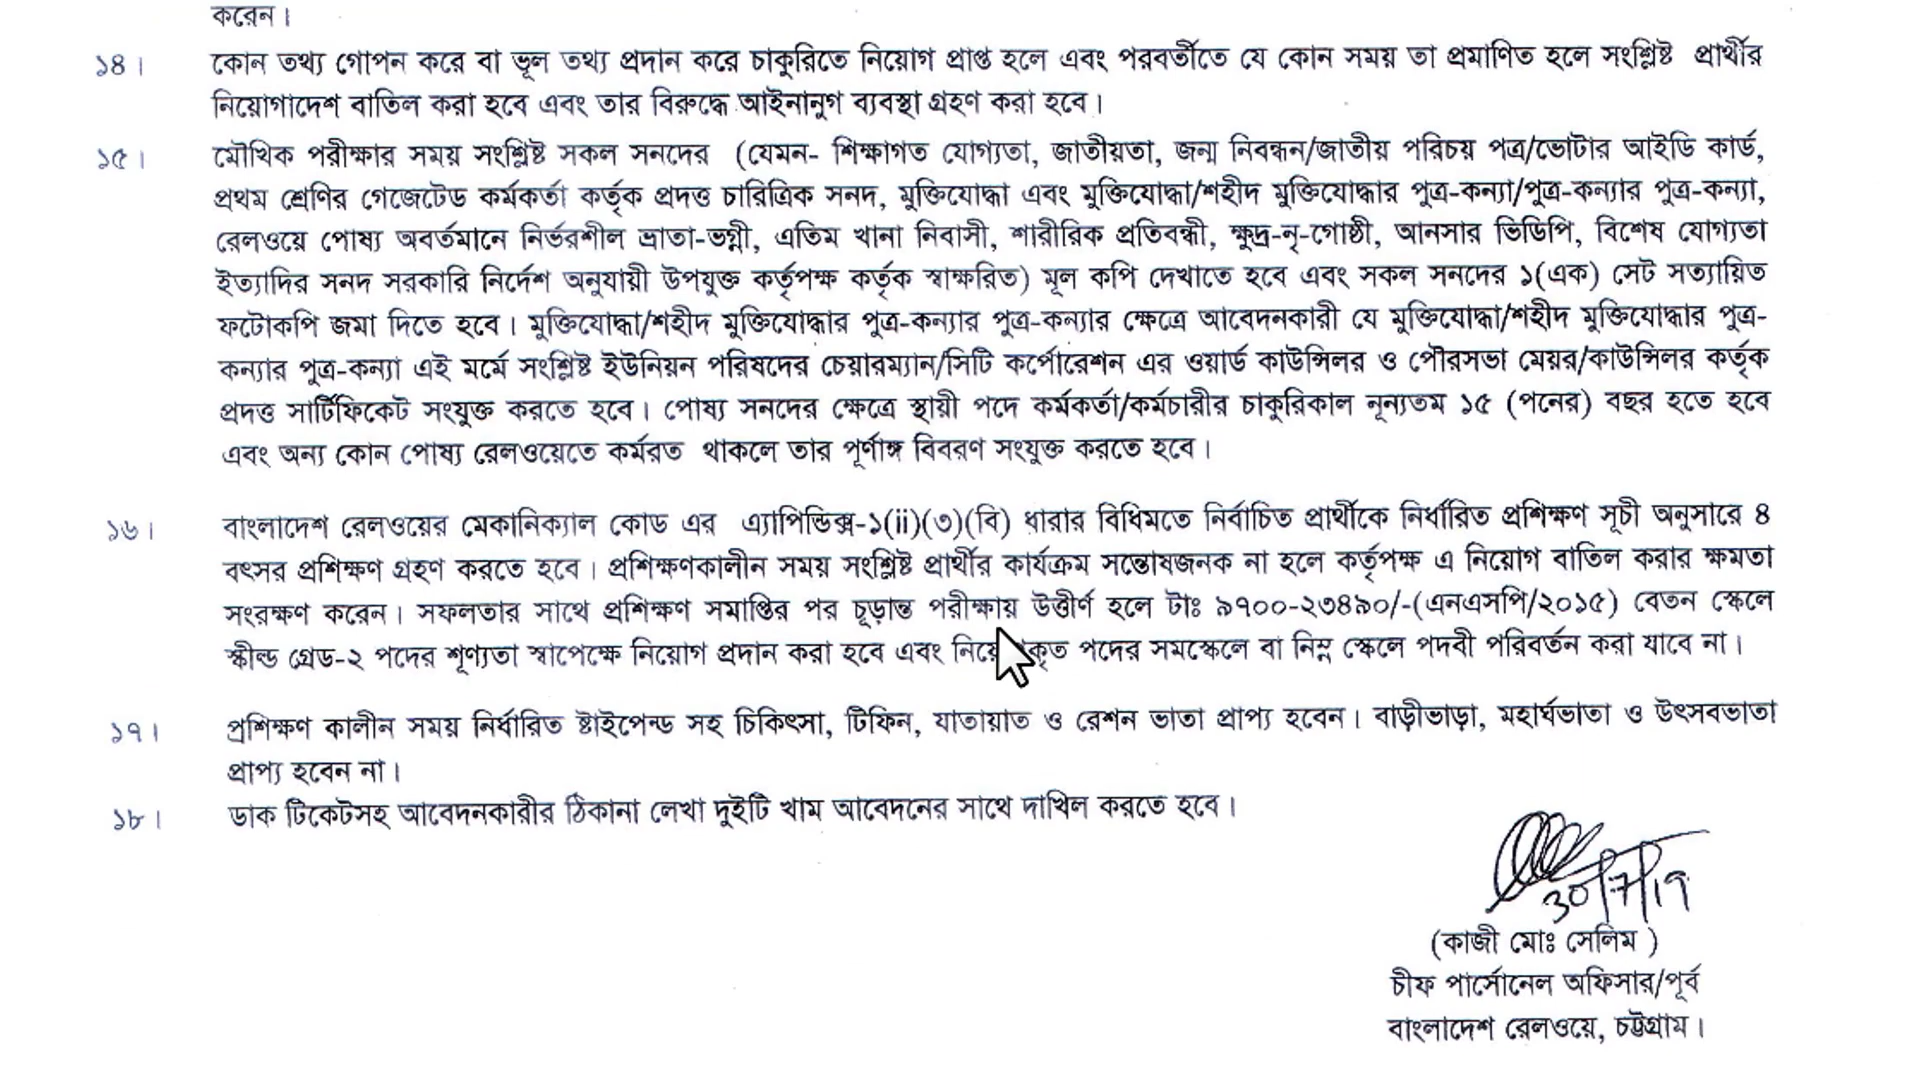 করেন।
১৪। কোন তথ্য গোপন করে বা ভূল তথ্য প্রদান করে চাকুরিতে নিয়োগ প্রাপ্ত হলে এবং পরবর্তীতে যে কোন সময় তা প্রমাণিত হলে সংশ্লিষ্ট প্রার্থীর
নিয়োগাদেশ বাতিল করা হবে এবং তার বিরুদ্ধে আইনানুগ ব্যবস্থা গ্রহণ করা হবে।
১৫। মৌখিক পরীক্ষার সময় সংশ্লিষ্ট সকল সনদের (যেমন- শিক্ষাগত যোগ্যতা, জাতীয়তা, জন্ম নিবন্ধন/জাতীয় পরিচয় পত্র/ভোটার আইডি কার্ড,
প্রথম শ্রেণির গেজেটেড কর্মকর্তা কর্তৃক প্রদত্ত চারিত্রিক সনদ, মুক্তিযোদ্ধা এবং মুক্তিযোদ্ধা/শহীদ মুক্তিযোদ্ধার পুত্র-কন্যা/পুত্র-কন্যার পুত্র-কন্যা,
রেলওয়ে পোষ্য অবর্তমানে নির্ভরশীল ভ্রাতা-ভগ্নী, এতিম খানা নিবাসী, শারীরিক প্রতিবন্ধী, ক্ষুদ্র-নৃ-গোষ্ঠী, আনসার ভিডিপি, বিশেষ যোগ্যতা
ইত্যাদির সনদ সরকারি নির্দেশ অনুযায়ী উপযুক্ত কর্তৃপক্ষ কর্তৃক স্বাক্ষরিত) মূল কপি দেখাতে হবে এবং সকল সনদের ১(এক) সেট সত্যায়িত
ফটোকপি জমা দিতে হবে। মুক্তিযোদ্ধা/শহীদ মুক্তিযোদ্ধার পুত্র-কন্যার পুত্র-কন্যার ক্ষেত্রে আবেদনকারী যে মুক্তিযোদ্ধা/শহীদ মুক্তিযোদ্ধার পুত্র-
কন্যার পুত্র-কন্যা এই মর্মে সংশ্লিষ্ট ইউনিয়ন পরিষদের চেয়ারম্যান/সিটি কর্পোরেশন এর ওয়ার্ড কাউন্সিলর ও পৌরসভা মেয়র/কাউন্সিলর কর্তৃক
প্রদত্ত সার্টিফিকেট সংযুক্ত করতে হবে। পোষ্য সনদের ক্ষেত্রে স্থায়ী পদে কর্মকর্তা/কর্মচারীর চাকুরিকাল নূন্যতম ১৫ (পনের) বছর হতে হবে
এবং অন্য কোন পোষ্য রেলওয়েতে কর্মরত থাকলে তার পূর্ণাঙ্গ বিবরণ সংযুক্ত করতে হবে।
১৬। বাংলাদেশ রেলওয়ের মেকানিক্যাল কোড এর এ্যাপিন্ডিক্স-১(ii)(৩)(বি) ধারার বিধিমতে নির্বাচিত প্রার্থীকে নির্ধারিত প্রশিক্ষণ সূচী অনুসারে ৪
বৎসর প্রশিক্ষণ গ্রহণ করতে হবে। প্রশিক্ষণকালীন সময় সংশ্লিষ্ট প্রার্থীর কার্যক্রম সন্তোষজনক না হলে কর্তৃপক্ষ এ নিয়োগ বাতিল করার ক্ষমতা
সংরক্ষণ করেন। সফলতার সাথে প্রশিক্ষণ সমাপ্তির পর চূড়ান্ত পরীক্ষায় উত্তীর্ণ হলে টাঃ ৯৭০০-২৩৪৯০/-(এনএসপি/২০১৫) বেতন স্কেলে
স্কীল্ড গ্রেড-২ পদের শূণ্যতা স্বাপেক্ষে নিয়োগ প্রদান করা হবে এবং পদের সমস্কেলে বা নিম্ন স্কেলে পদবী পরিবর্তন করা যাবে না।
১৭। প্রশিক্ষণ কালীন সময় নির্ধারিত ষ্টাইপেন্ড সহ চিকিৎসা, টিফিন, যাতায়াত ও রেশন ভাতা প্রাপ্য হবেন। বাড়ীভাড়া, মহার্ঘভাতা ও উৎসবভাতা
প্রাপ্য হবেন না।
১৮। ডাক টিকেটসহ আবেদনকারীর ঠিকানা লেখা দুইটি খাম আবেদনের সাথে দাখিল করতে হবে।
30/7/19
(কাজী মোঃ সেলিম )
চীফ পার্সোনেল অফিসার/পূর্ব
বাংলাদেশ রেলওয়ে, চট্টগ্রাম।